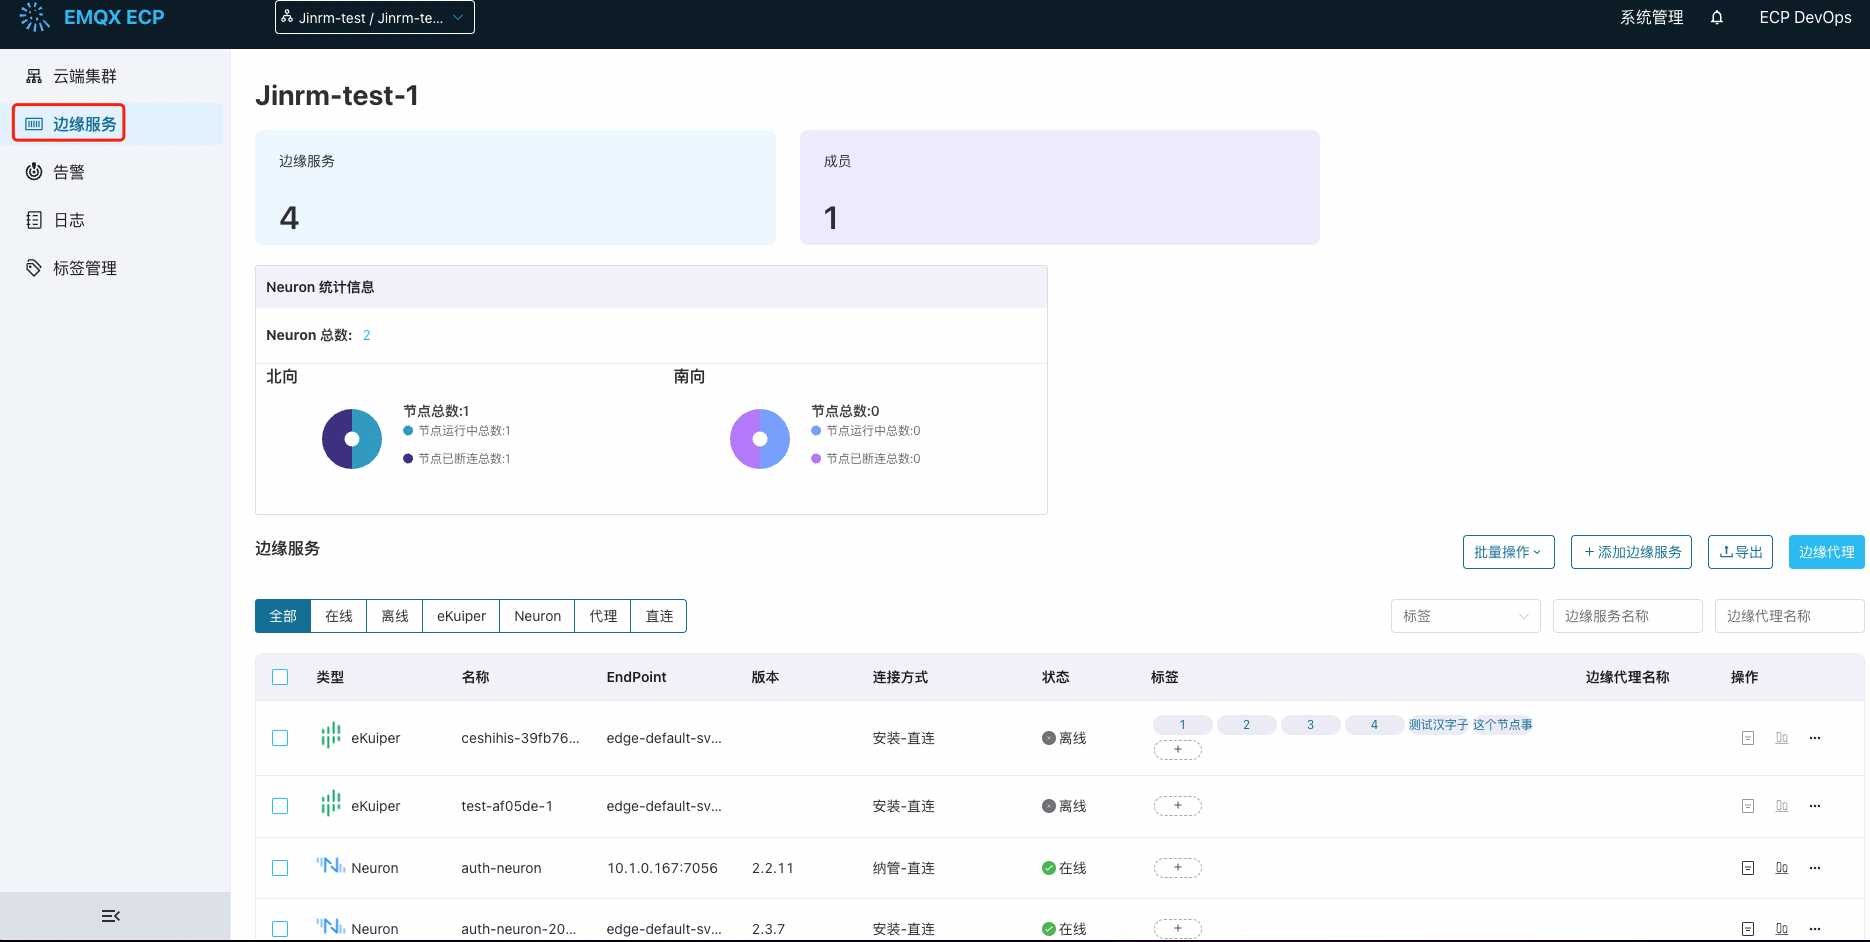 EMQX ECP
Jinrm-test / Jinrm-te...
系统管理
ECP DevOps
云端集群
边缘服务
告警
日志
标签管理
Jinrm-test-1
边缘服务
4
成员
1
Neuron 统计信息
Neuron 总数: 2
北向
节点总数:1
节点运行中总数:1
节点已断连总数:1
南向
节点总数:0
节点运行中总数:0
节点已断连总数:0
边缘服务
批量操作
+ 添加边缘服务
导出
边缘代理
全部 在线 离线 eKuiper Neuron 代理 直连
标签
边缘服务名称
边缘代理名称
类型 名称 EndPoint 版本 连接方式 状态 标签 边缘代理名称 操作
eKuiper ceshihis-39fb76... edge-default-sv... 安装-直连 离线 1 2 3 4 测试汉字子 这个节点事
+
eKuiper test-af05de-1 edge-default-sv... 安装-直连 离线 +
Neuron auth-neuron 10.1.0.167:7056 2.2.11 纳管-直连 在线 +
Neuron auth-neuron-20... edge-default-sv... 2.3.7 安装-直连 在线 +